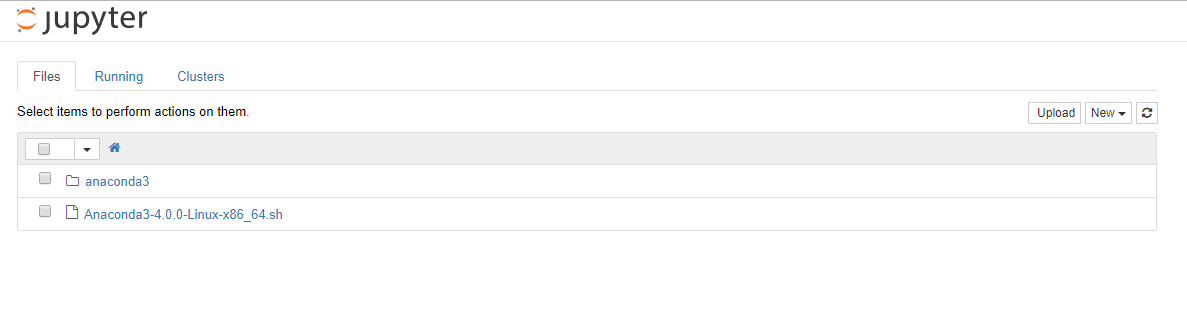 jupyter
Files Running Clusters
Select items to perform actions on them.
Upload New
anaconda3
Anaconda3-4.0.0-Linux-x86_64.sh